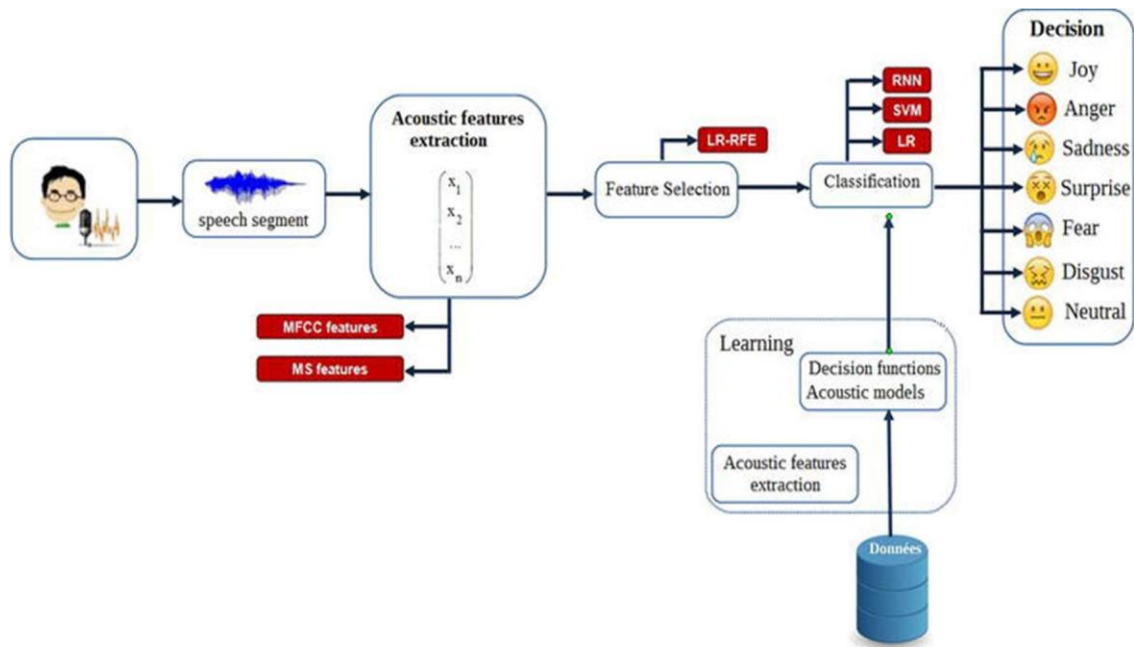 speech segment
Acoustic features
extraction
x1
x2
...
xn
MFCC features
MS features
LR-RFE
Feature Selection
RNN
SVM
LR
Classification
Decision
Joy
Anger
Sadness
Surprise
Fear
Disgust
Neutral
Learning
Decision functions
Acoustic models
Acoustic features
extraction
Données